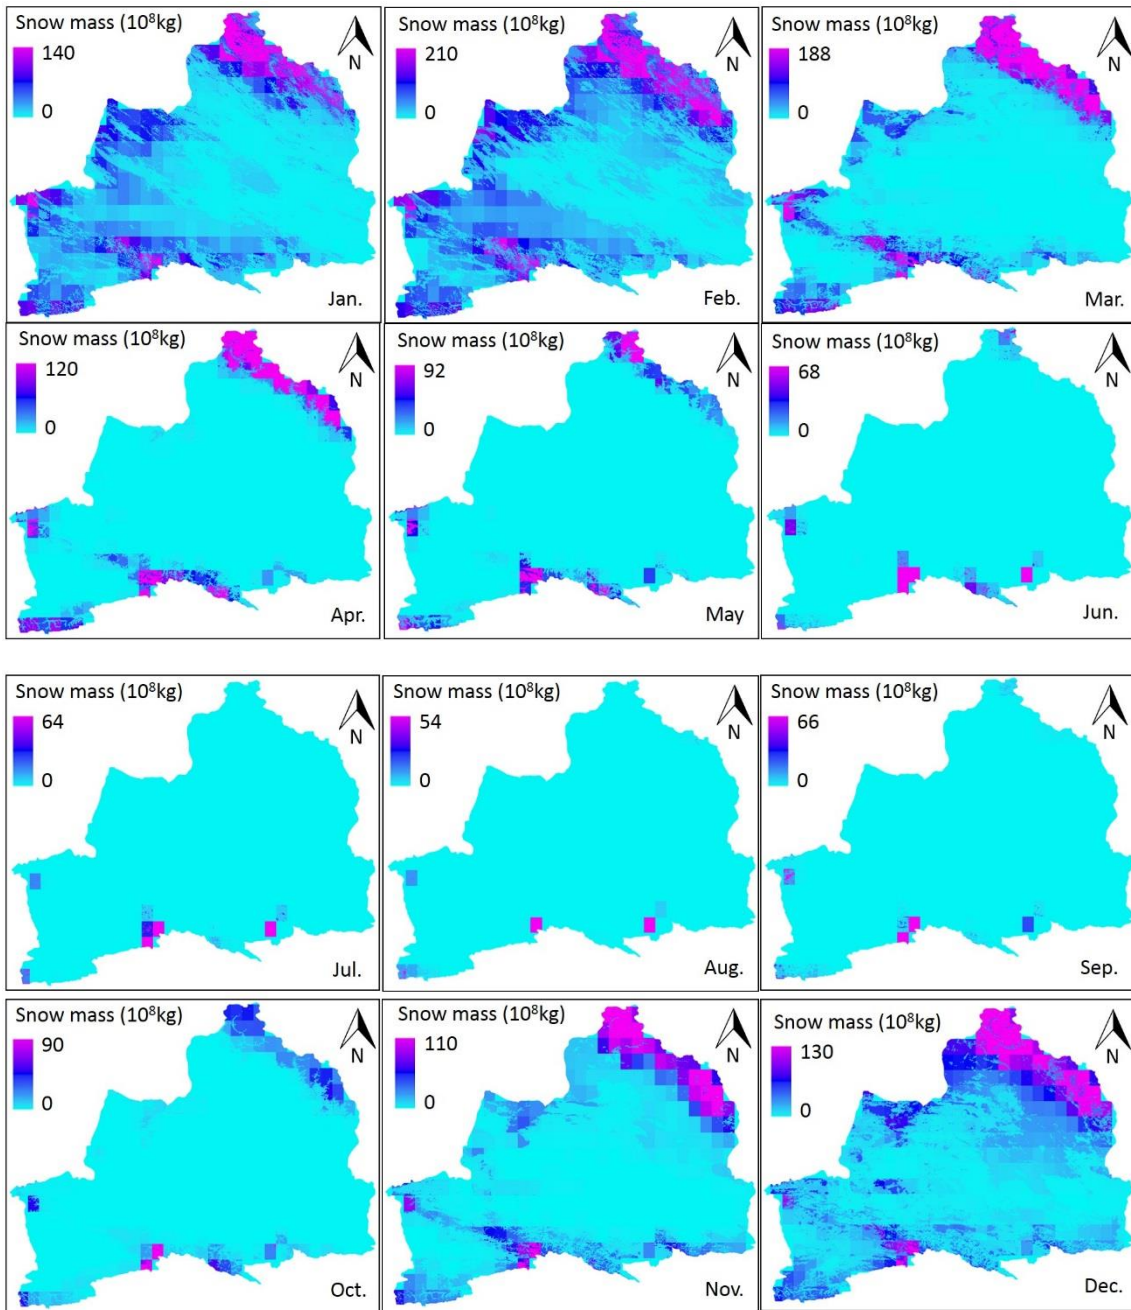 Snow mass (10⁸kg)
140
0
N
Jan.
Snow mass (10⁸kg)
210
0
N
Feb.
Snow mass (10⁸kg)
188
0
N
Mar.
Snow mass (10⁸kg)
120
0
N
Apr.
Snow mass (10⁸kg)
92
0
N
May
Snow mass (10⁸kg)
68
0
N
Jun.
Snow mass (10⁸kg)
64
0
N
Jul.
Snow mass (10⁸kg)
54
0
N
Aug.
Snow mass (10⁸kg)
66
0
N
Sep.
Snow mass (10⁸kg)
90
0
N
Oct.
Snow mass (10⁸kg)
110
0
N
Nov.
Snow mass (10⁸kg)
130
0
N
Dec.